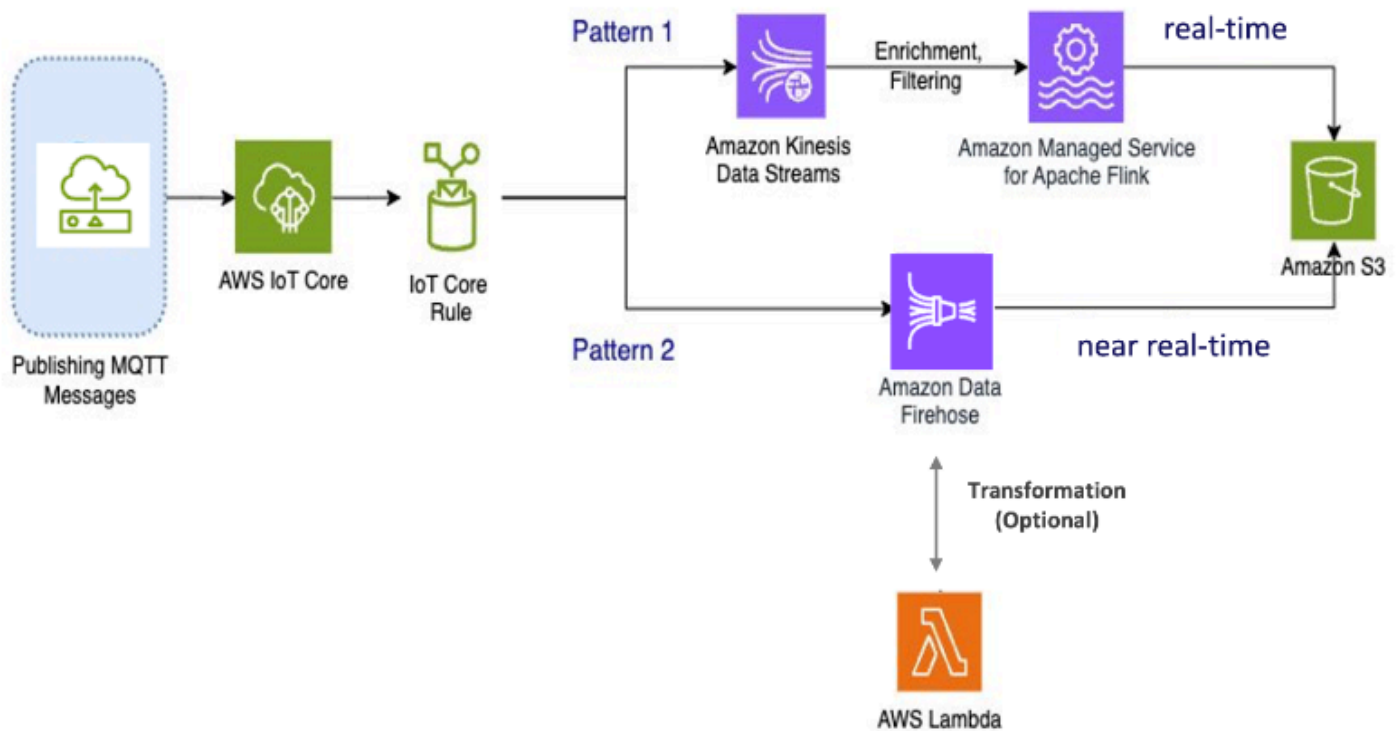 Pattern 1
real-time
Enrichment,
Filtering
Amazon Kinesis
Data Streams
Amazon Managed Service
for Apache Flink
AWS IoT Core
IoT Core
Rule
Amazon S3
Publishing MQTT
Messages
Pattern 2
near real-time
Amazon Data
Firehose
Transformation
(Optional)
AWS Lambda